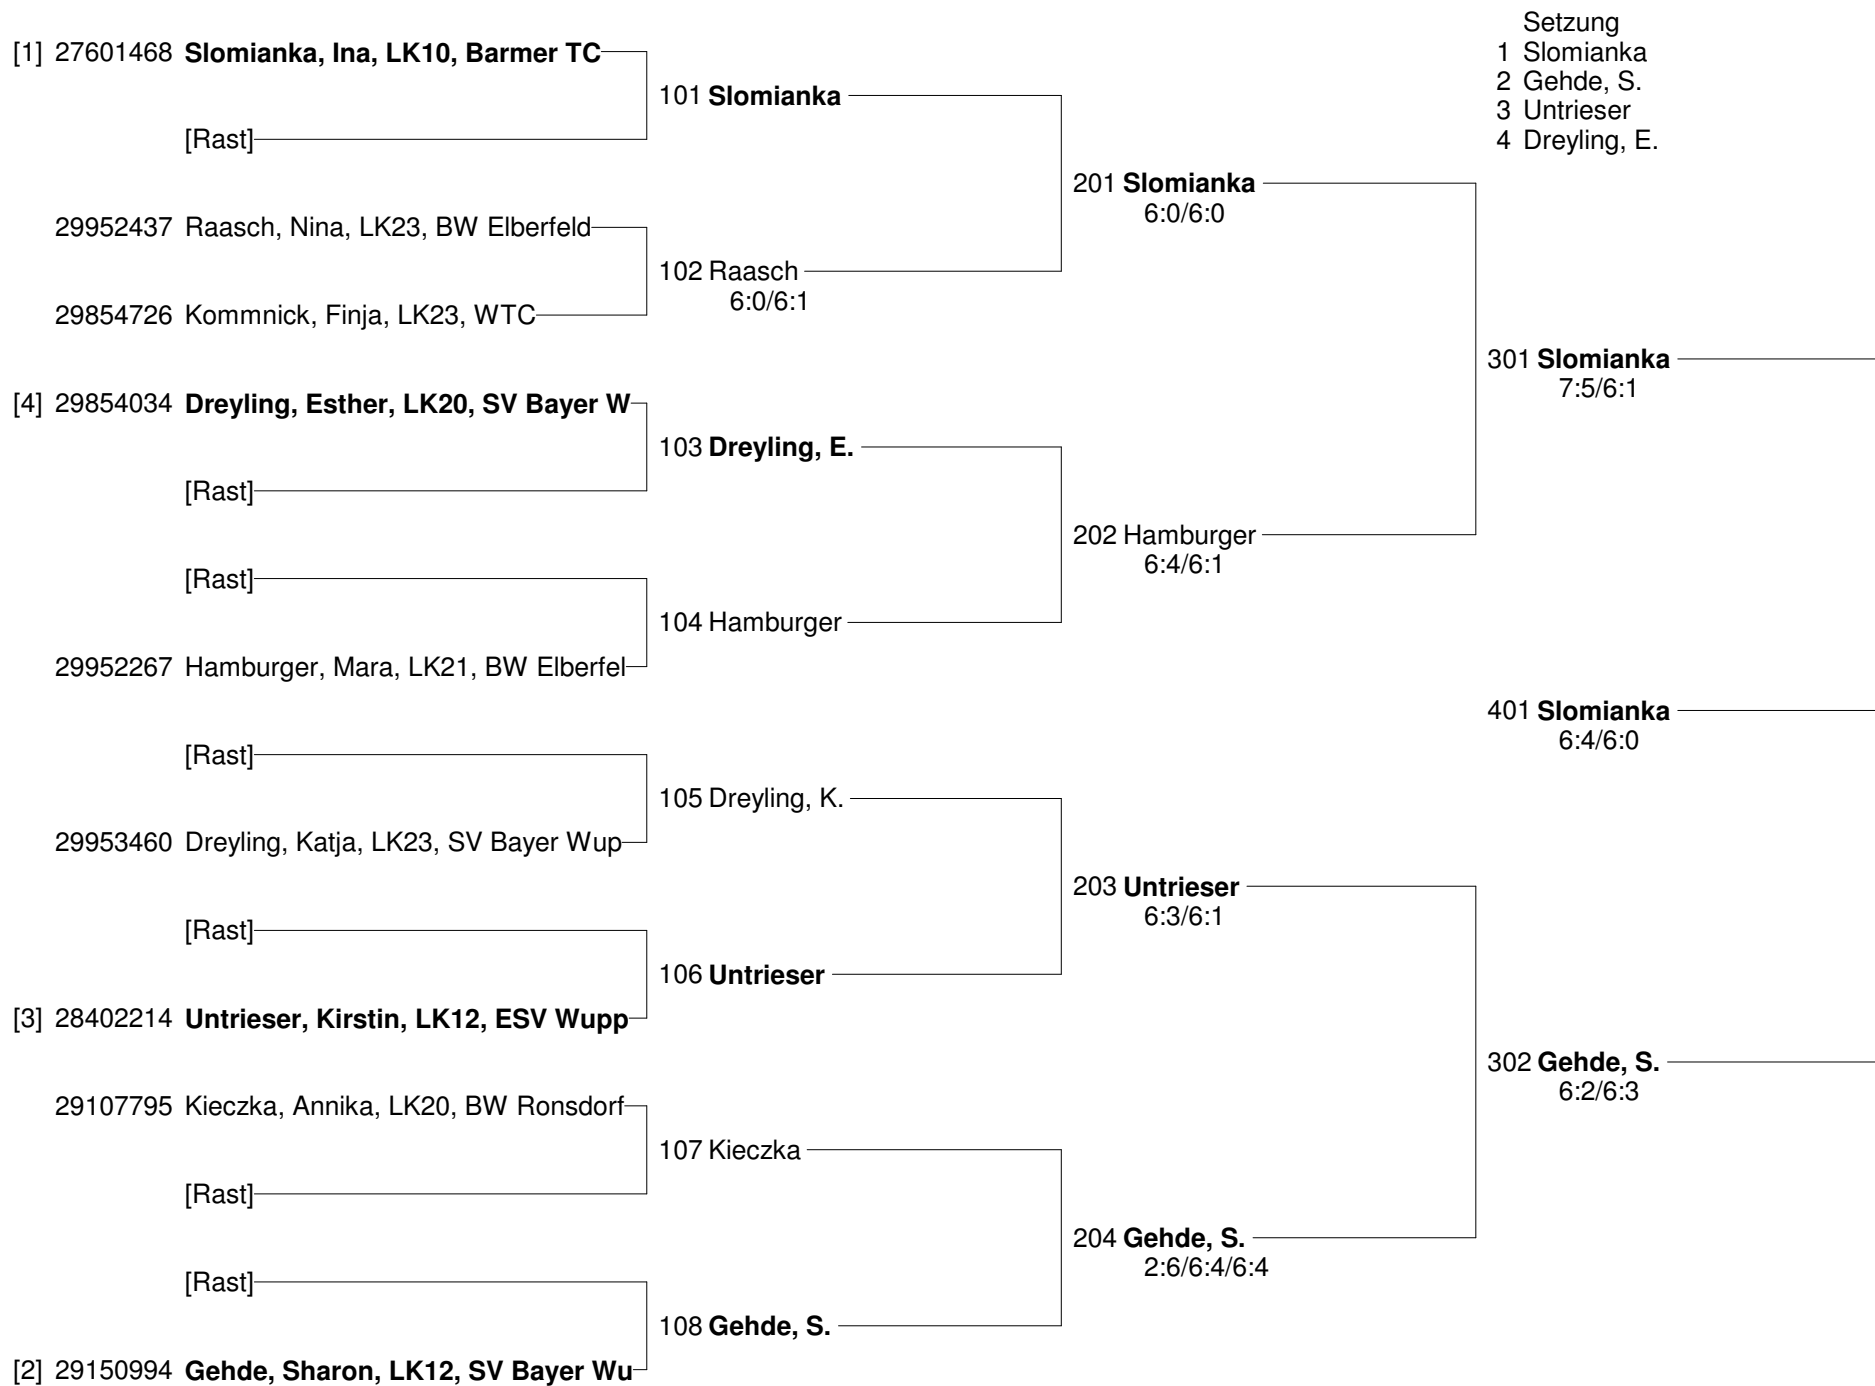 [1] 27601468 Slomianka, Ina, LK10, Barmer TC
[Rast]
29952437 Raasch, Nina, LK23, BW Elberfeld
29854726 Kommnick, Finja, LK23, WTC
[4] 29854034 Dreyling, Esther, LK20, SV Bayer W
[Rast]
[Rast]
29952267 Hamburger, Mara, LK21, BW Elberfel
[Rast]
29953460 Dreyling, Katja, LK23, SV Bayer Wup
[Rast]
[3] 28402214 Untrieser, Kirstin, LK12, ESV Wupp
29107795 Kieczka, Annika, LK20, BW Ronsdorf
[Rast]
[Rast]
[2] 29150994 Gehde, Sharon, LK12, SV Bayer Wu
101 Slomianka
102 Raasch
6:0/6:1
103 Dreyling, E.
104 Hamburger
105 Dreyling, K.
106 Untrieser
107 Kieczka
108 Gehde, S.
201 Slomianka
6:0/6:0
202 Hamburger
6:4/6:1
203 Untrieser
6:3/6:1
204 Gehde, S.
2:6/6:4/6:4
Setzung
1 Slomianka
2 Gehde, S.
3 Untrieser
4 Dreyling, E.
301 Slomianka
7:5/6:1
401 Slomianka
6:4/6:0
302 Gehde, S.
6:2/6:3